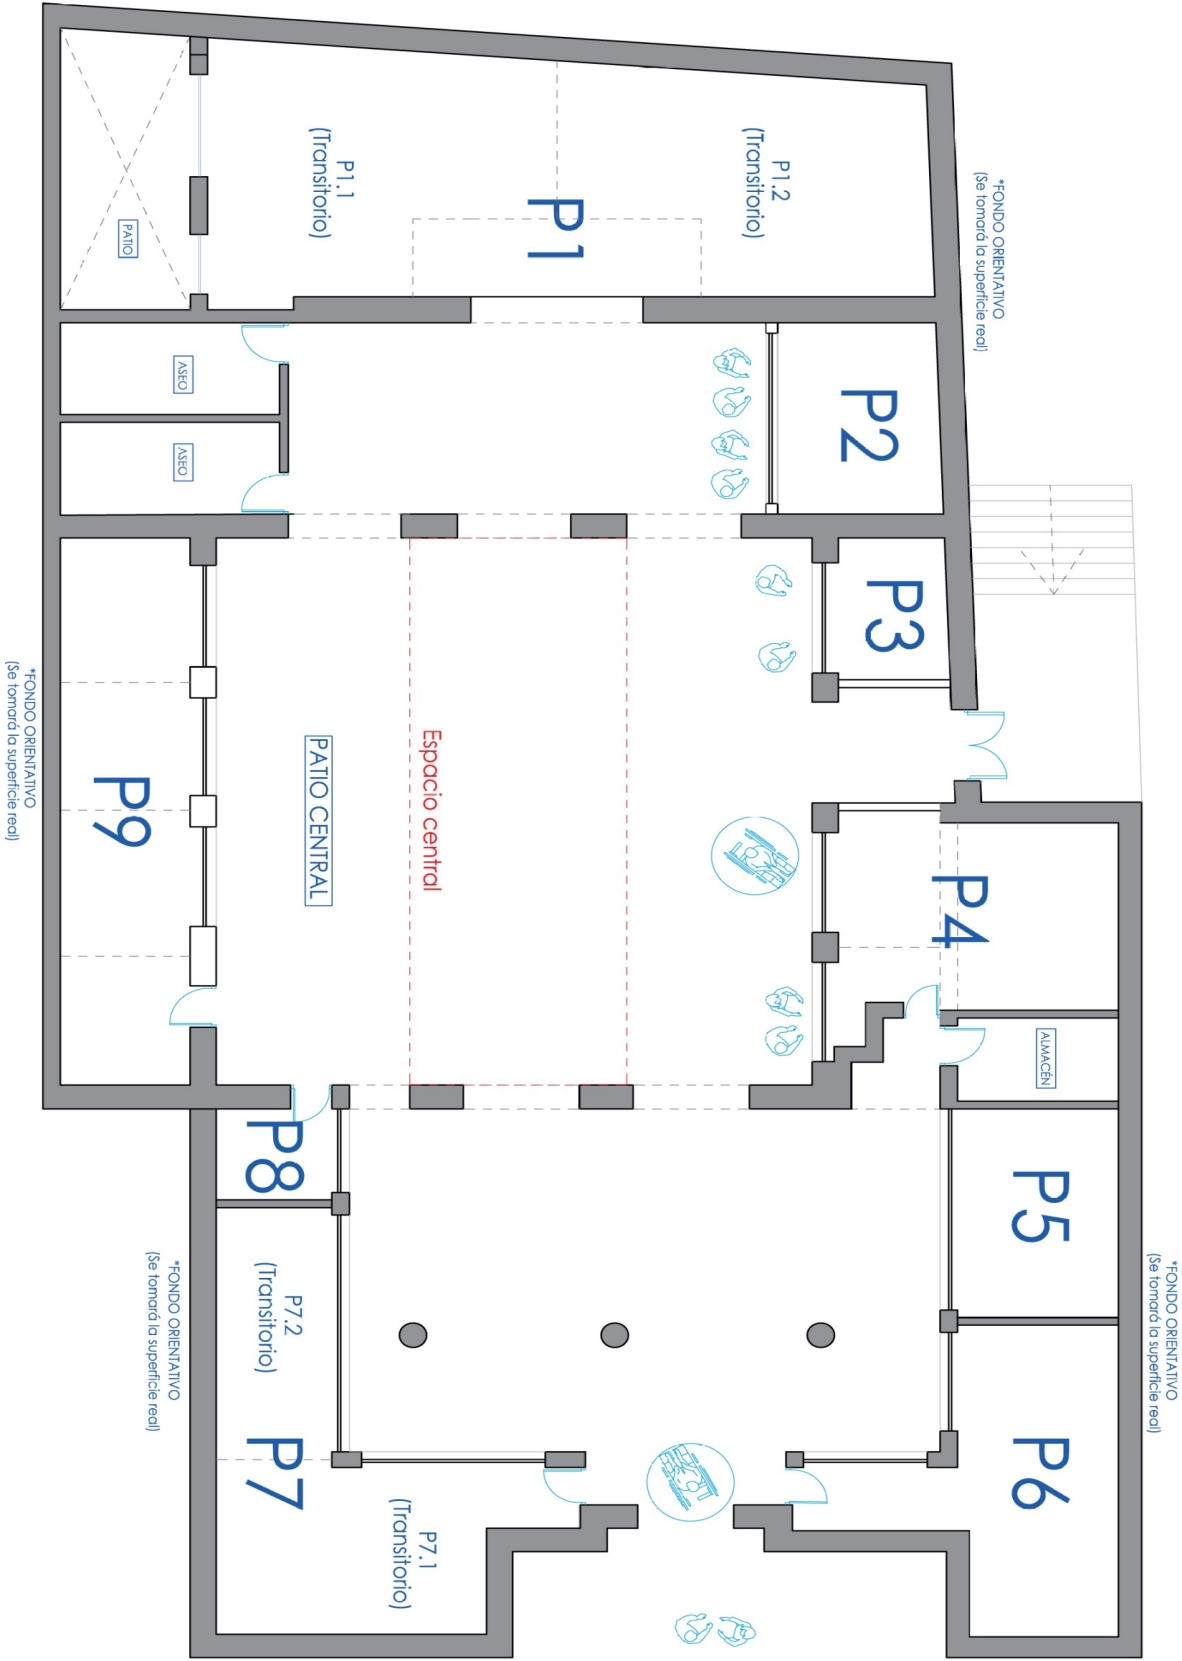 *FONDO ORIENTATIVO
(Se tomará la superficie real)
P1.2
(Transitorio)
P1
P1.1
(Transitorio)
PATIO
P2
ASEO
ASEO
P3
P4
Espacio central
PATIO CENTRAL
P9
*FONDO ORIENTATIVO
(Se tomará la superficie real)
ALMACÉN
P5
P8
*FONDO ORIENTATIVO
(Se tomará la superficie real)
P6
P7.2
(Transitorio)
P7
P7.1
(Transitorio)
*FONDO ORIENTATIVO
(Se tomará la superficie real)